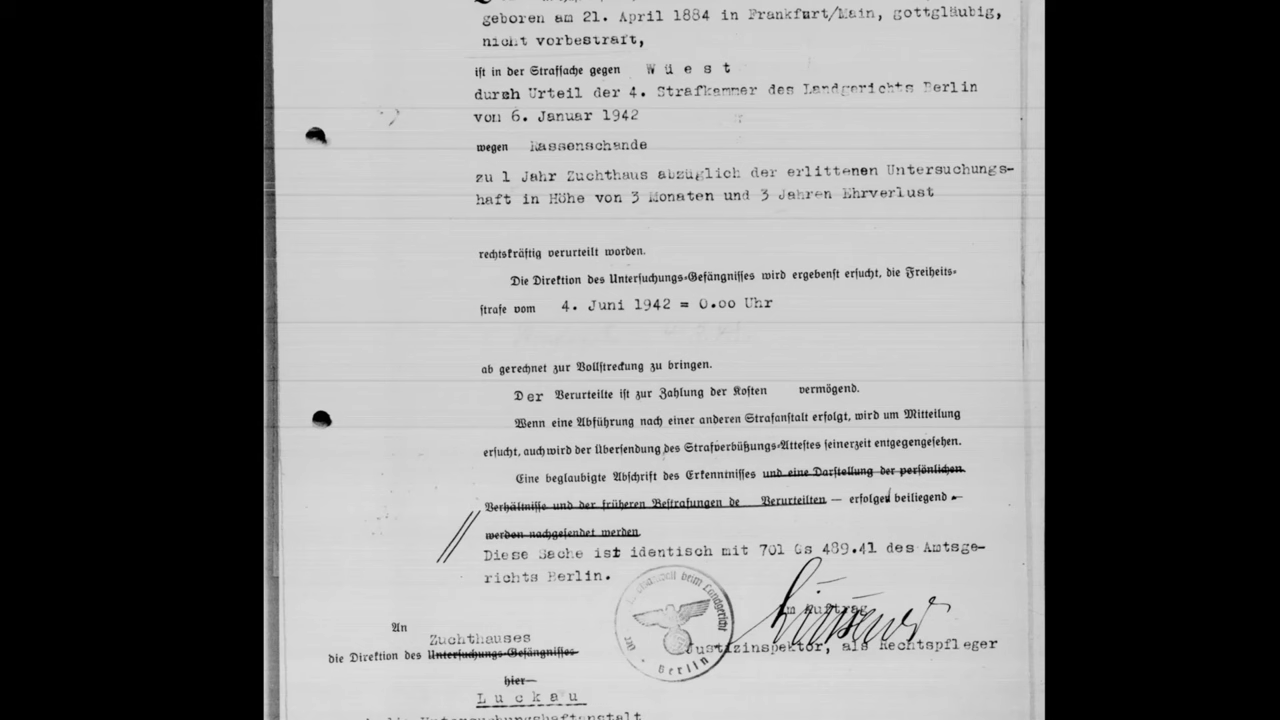 geboren am 21. April 1884 in Frankfurt/Main, gottgläubig,
nicht vorbestraft,
ist in der Strafsache gegen W ü e s t
durch Urteil der 4. Strafkammer des Landgerichts Berlin
von 6. Januar 1942
wegen Rassenschande
zu 1 Jahr Zuchthaus abzüglich der erlittenen Untersuchungs-
haft in Höhe von 3 Monaten und 3 Jahren Ehrverlust
rechtskräftig verurteilt worden.
Die Direktion des Untersuchungs-Gefängnisses wird ergebenst ersucht, die Freiheits-
strafe vom 4. Juni 1942 = 0.oo Uhr
ab gerechnet zur Vollstreckung zu bringen.
Der Verurteilte ist zur Zahlung der Kosten vermögend.
Wenn eine Abführung nach einer anderen Strafanstalt erfolgt, wird um Mitteilung
ersucht, auch wird der Übersendung des Strafverbüßungs-Attestes seinerzeit entgegengesehen.
Eine beglaubigte Abschrift des Erkenntnisses und eine Darstellung der persönlichen
Verhältnisse und der früheren Bestrafungen de Verurteilten — erfolgen beiliegend —
werden nachgesendet werden
Diese Sache ist identisch mit 701 Gs 489.41 des Amtsge-
richts Berlin.
beim Landgericht
Berlin
Im Auftrag
Justizinspektor, als Rechtspfleger
An
Zuchthauses
die Direktion des Untersuchungs-Gefängnisses
hier
L u c k a u
Untersuchungshaftanstalt